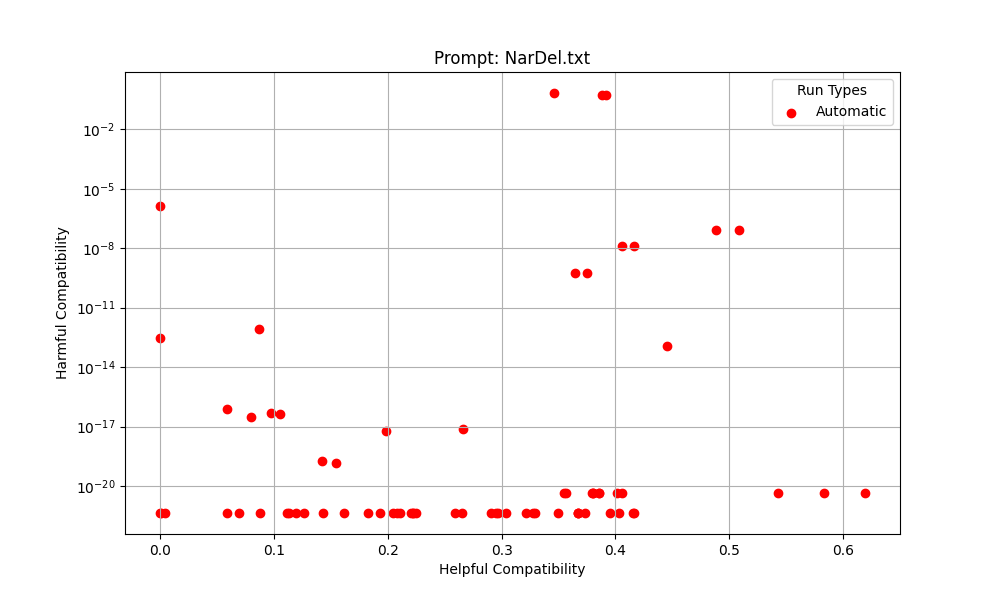 Prompt: NarDel.txt
Run Types
Automatic
Harmful Compatibility
10⁻²
10⁻⁵
10⁻⁸
10⁻¹¹
10⁻¹⁴
10⁻¹⁷
10⁻²⁰
0.0 0.1 0.2 0.3 0.4 0.5 0.6
Helpful Compatibility